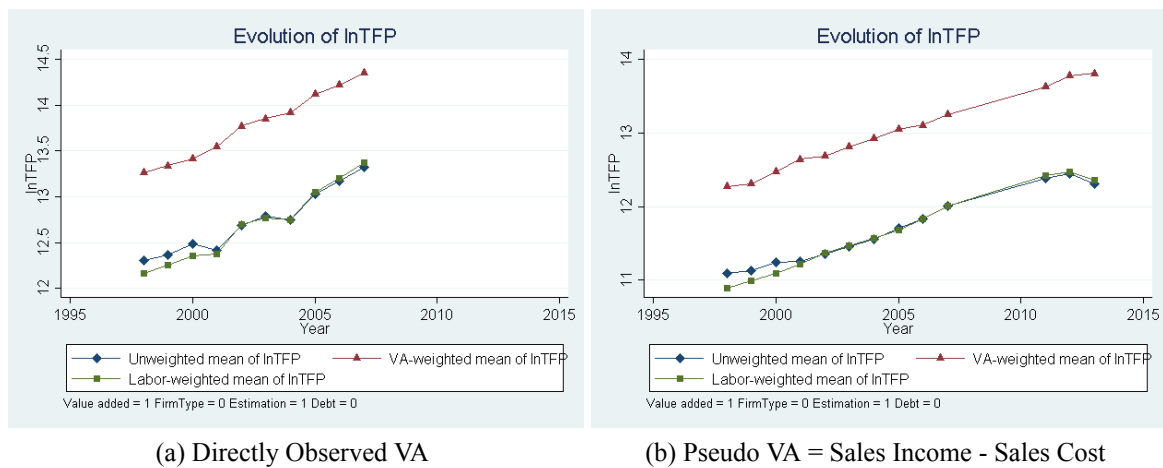 Evolution of lnTFP
14.5
14
13.5
13
12.5
12
lnTFP
1995
2000
2005
2010
2015
Year
Unweighted mean of lnTFP
VA-weighted mean of lnTFP
Labor-weighted mean of lnTFP
Value added = 1 FirmType = 0 Estimation = 1 Debt = 0
(a) Directly Observed VA
Evolution of lnTFP
14
13
12
11
lnTFP
1995
2000
2005
2010
2015
Year
Unweighted mean of lnTFP
VA-weighted mean of lnTFP
Labor-weighted mean of lnTFP
Value added = 1 FirmType = 0 Estimation = 1 Debt = 0
(b) Pseudo VA = Sales Income - Sales Cost